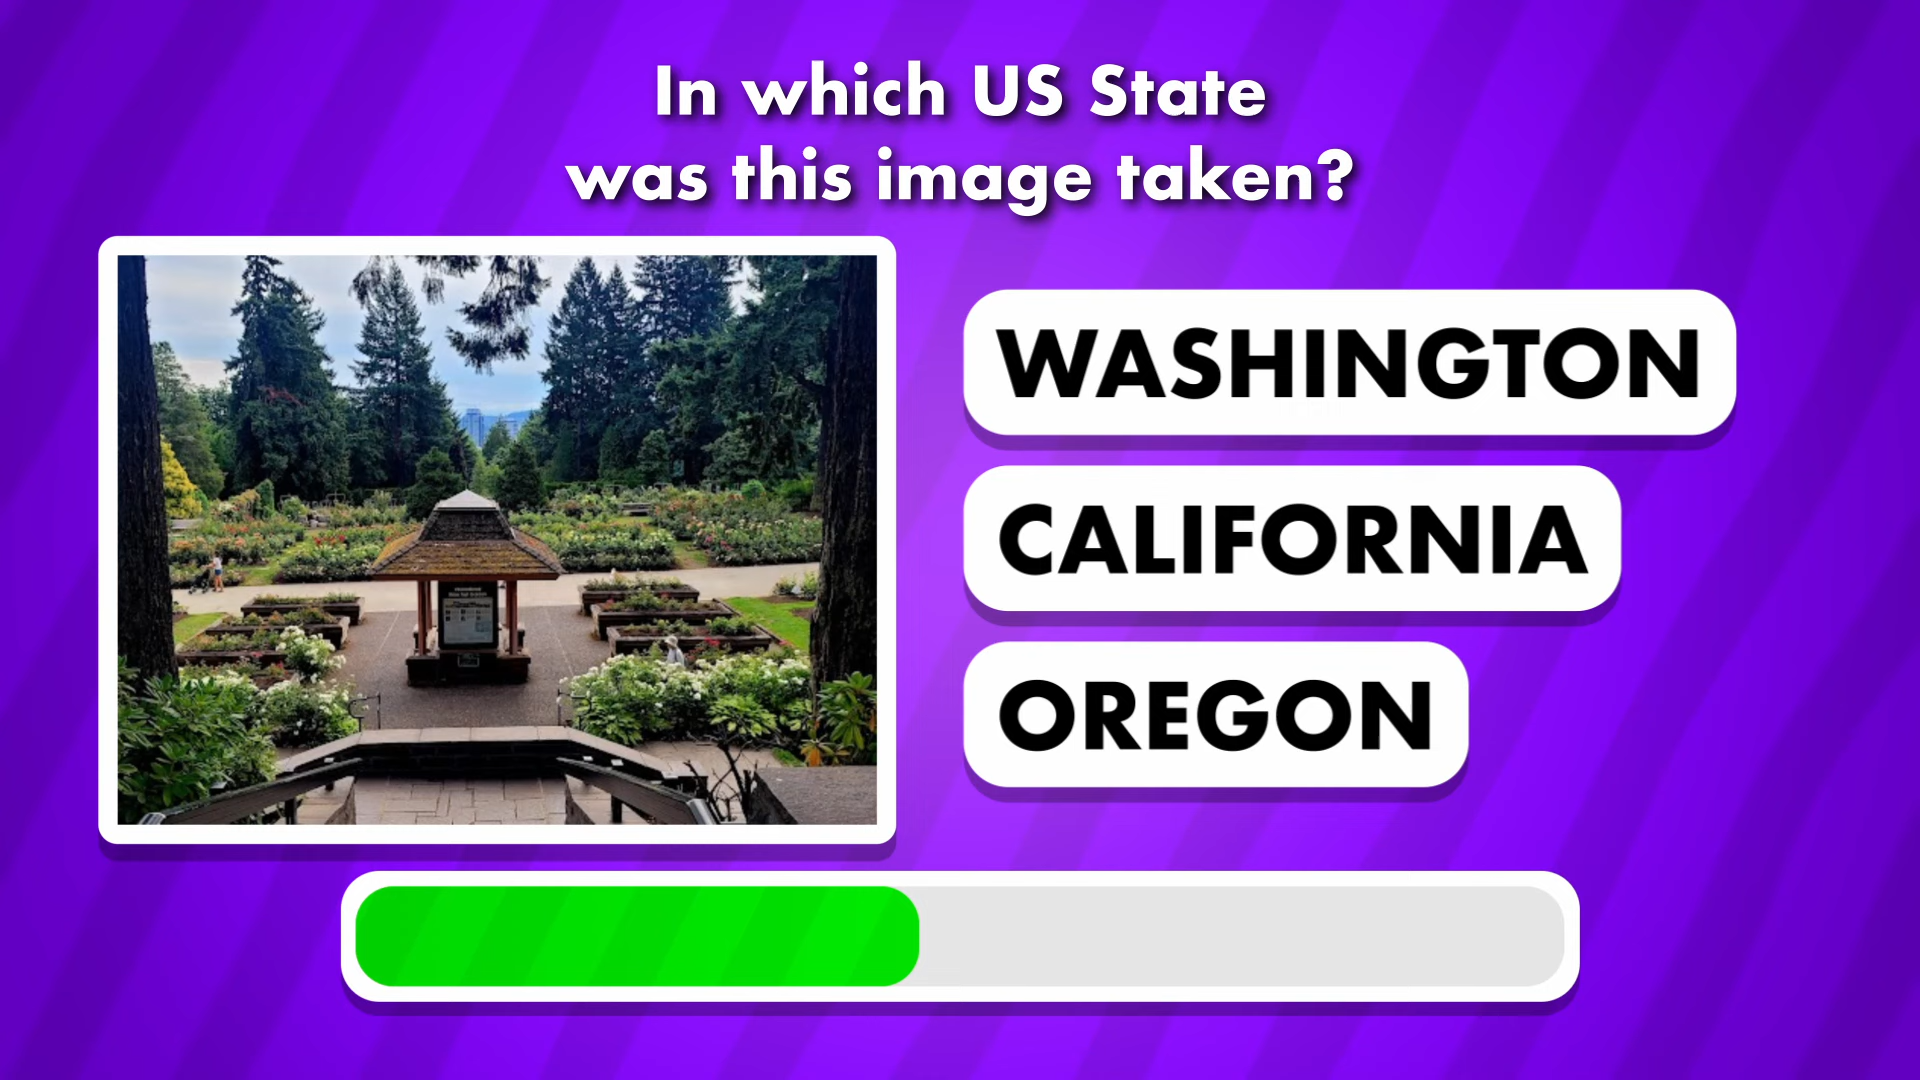 In which US State
was this image taken?
WASHINGTON
CALIFORNIA
OREGON